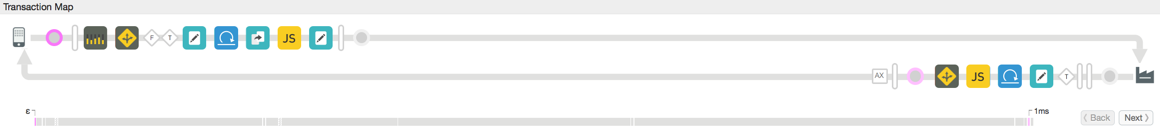 Transaction Map
F T JS
AX JS T
ε 1ms
Back Next